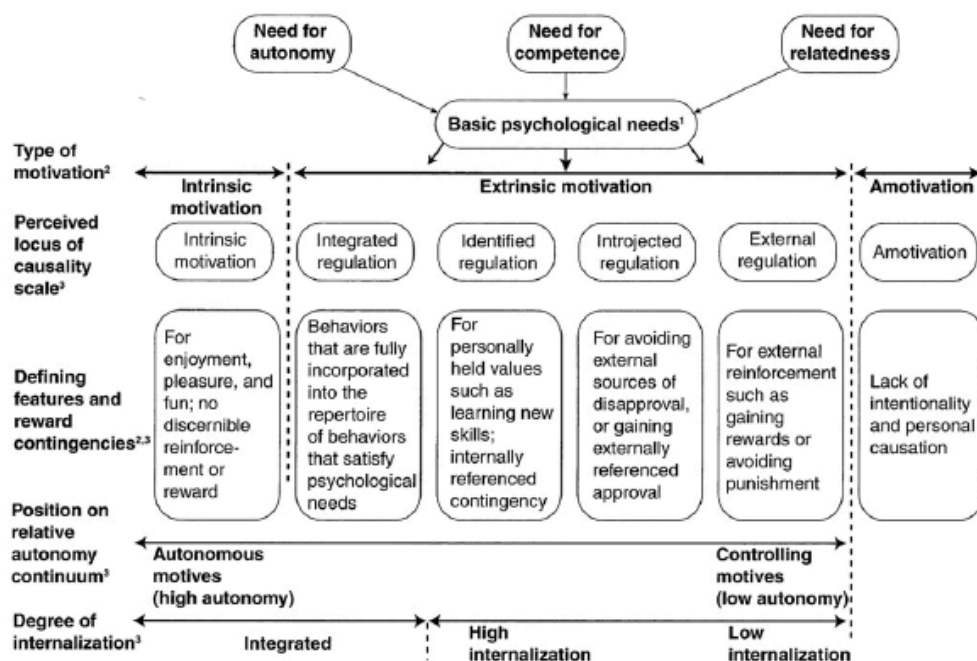 Need for
autonomy
Need for
competence
Need for
relatedness
Basic psychological needs¹
Type of
motivation²
Intrinsic
motivation
Extrinsic motivation
Amotivation
Perceived
locus of
causality
scale³
Intrinsic
motivation
Integrated
regulation
Identified
regulation
Introjected
regulation
External
regulation
Amotivation
Defining
features and
reward
contingencies²,³
For
enjoyment,
pleasure, and
fun; no
discernible
reinforce-
ment or
reward
Behaviors
that are fully
incorporated
into the
repertoire
of behaviors
that satisfy
psychological
needs
For
personally
held values
such as
learning new
skills;
internally
referenced
contingency
For avoiding
external
sources of
disapproval,
or gaining
externally
referenced
approval
For external
reinforcement
such as
gaining
rewards or
avoiding
punishment
Lack of
intentionality
and personal
causation
Position on
relative
autonomy
continuum³
Autonomous
motives
(high autonomy)
Controlling
motives
(low autonomy)
Degree of
internalization³
Integrated
High
internalization
Low
internalization